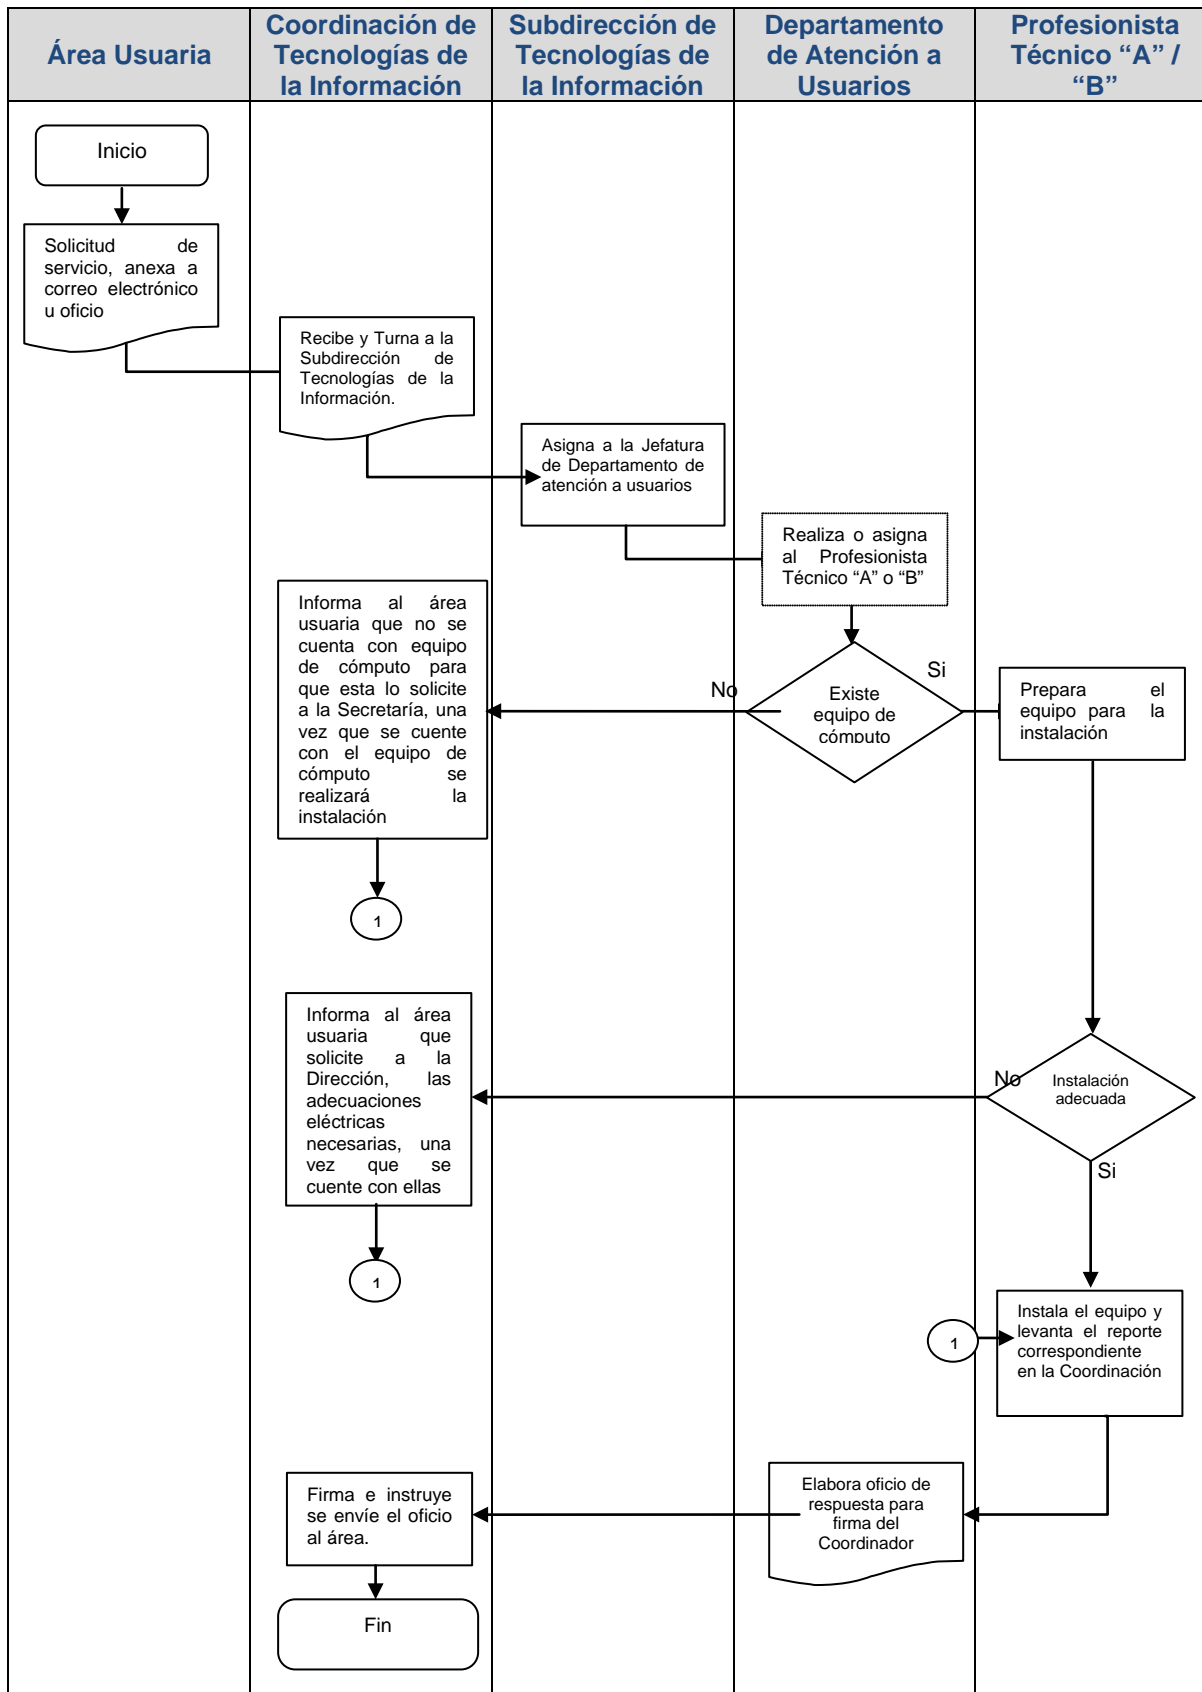 Área Usuaria
Coordinación de
Tecnologías de
la Información
Subdirección de
Tecnologías de
la Información
Departamento
de Atención a
Usuarios
Profesionista
Técnico “A” /
“B”
Inicio
Solicitud de
servicio, anexa a
correo electrónico
u oficio
Recibe y Turna a la
Subdirección de
Tecnologías de la
Información.
Asigna a la Jefatura
de Departamento de
atención a usuarios
Realiza o asigna
al Profesionista
Técnico “A” o “B”
Informa al área
usuaria que no se
cuenta con equipo
de cómputo para
que esta lo solicite
a la Secretaría, una
vez que se cuente
con el equipo de
cómputo se
realizará la
instalación
No
Existe
equipo de
cómputo
Si
Prepara el
equipo para la
instalación
1
Informa al área
usuaria que
solicite a la
Dirección, las
adecuaciones
eléctricas
necesarias, una
vez que se
cuente con ellas
No
Instalación
adecuada
Si
1
1
Instala el equipo y
levanta el reporte
correspondiente
en la Coordinación
Elabora oficio de
respuesta para
firma del
Coordinador
Firma e instruye
se envíe el oficio
al área.
Fin